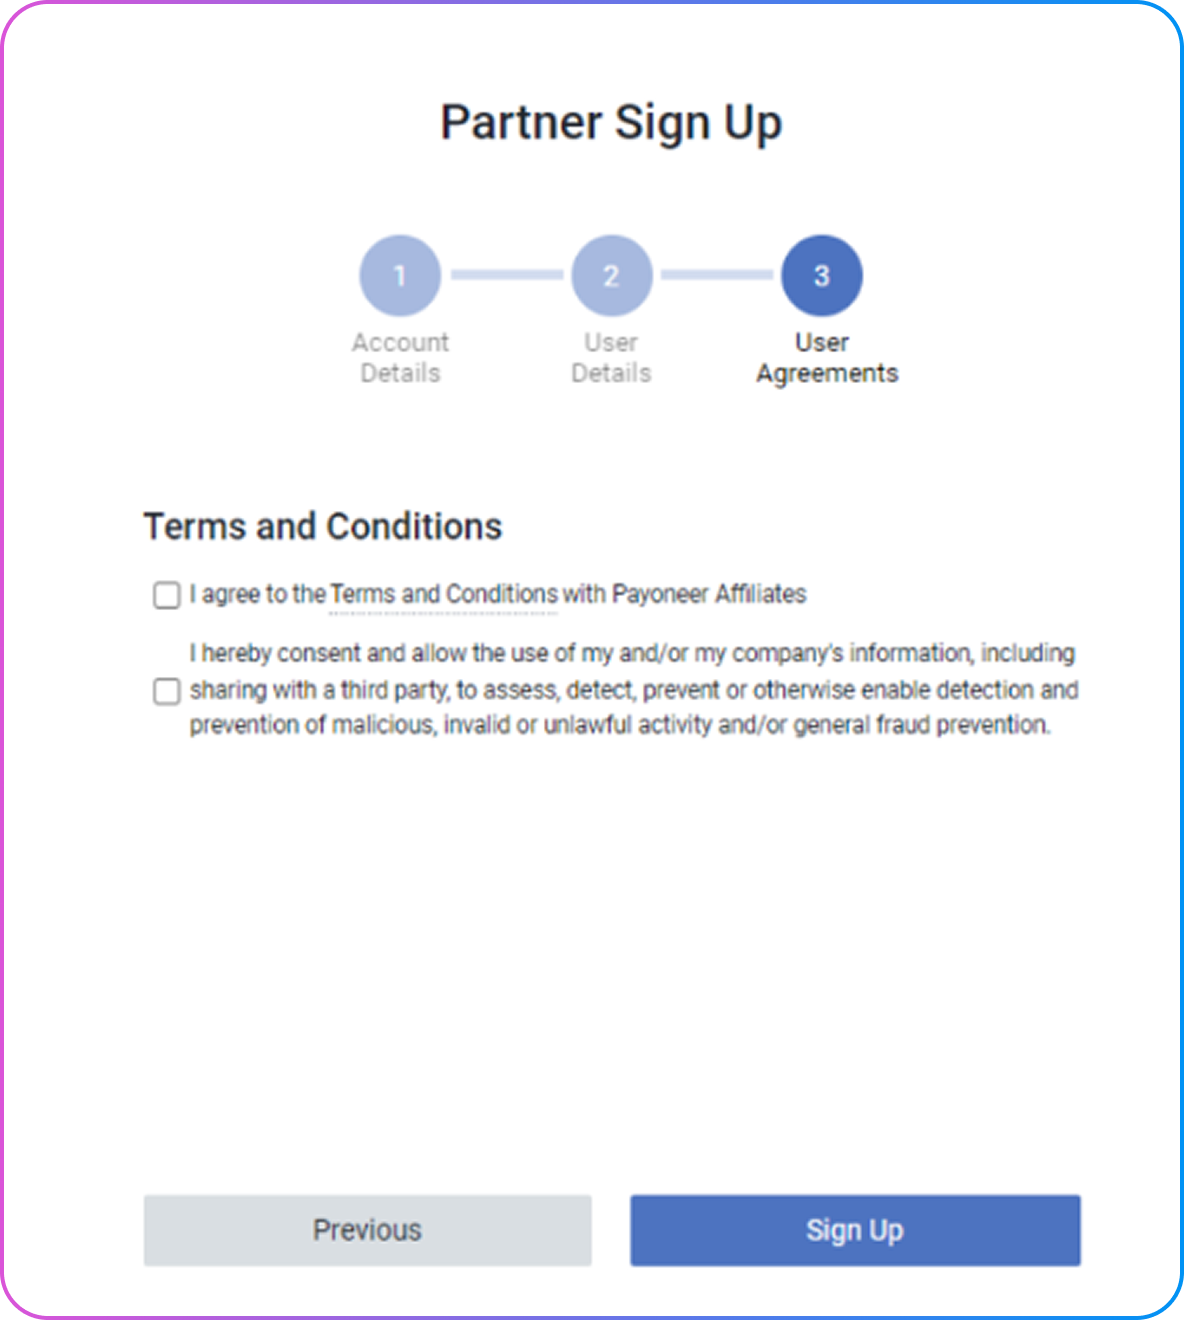 Partner Sign Up
1 2 3
Account Details
User Details
User Agreements
Terms and Conditions
I agree to the Terms and Conditions with Payoneer Affiliates
I hereby consent and allow the use of my and/or my company's information, including
sharing with a third party, to assess, detect, prevent or otherwise enable detection and
prevention of malicious, invalid or unlawful activity and/or general fraud prevention.
Previous
Sign Up